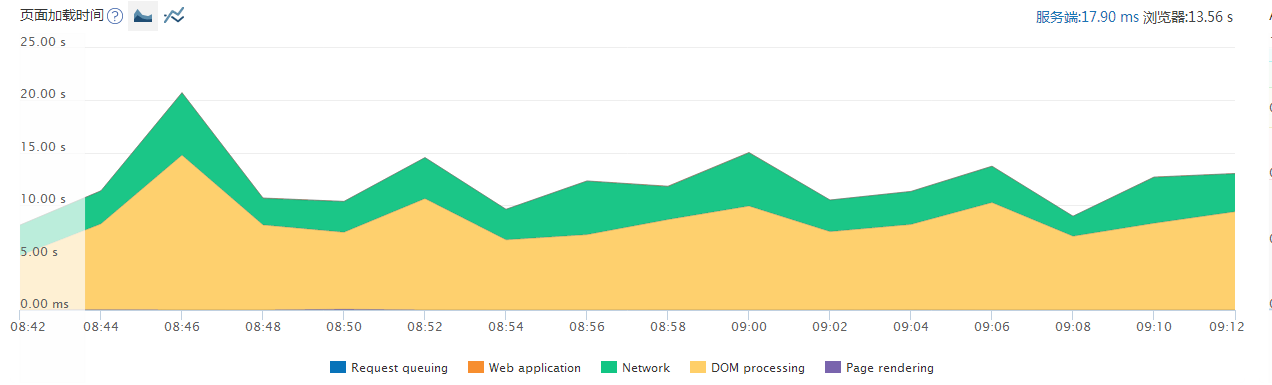 页面加载时间 ?
服务端:17.90 ms 浏览器:13.56 s
25.00 s
20.00 s
15.00 s
10.00 s
5.00 s
0.00 ms
08:42 08:44 08:46 08:48 08:50 08:52 08:54 08:56 08:58 09:00 09:02 09:04 09:06 09:08 09:10 09:12
Request queuing Web application Network DOM processing Page rendering